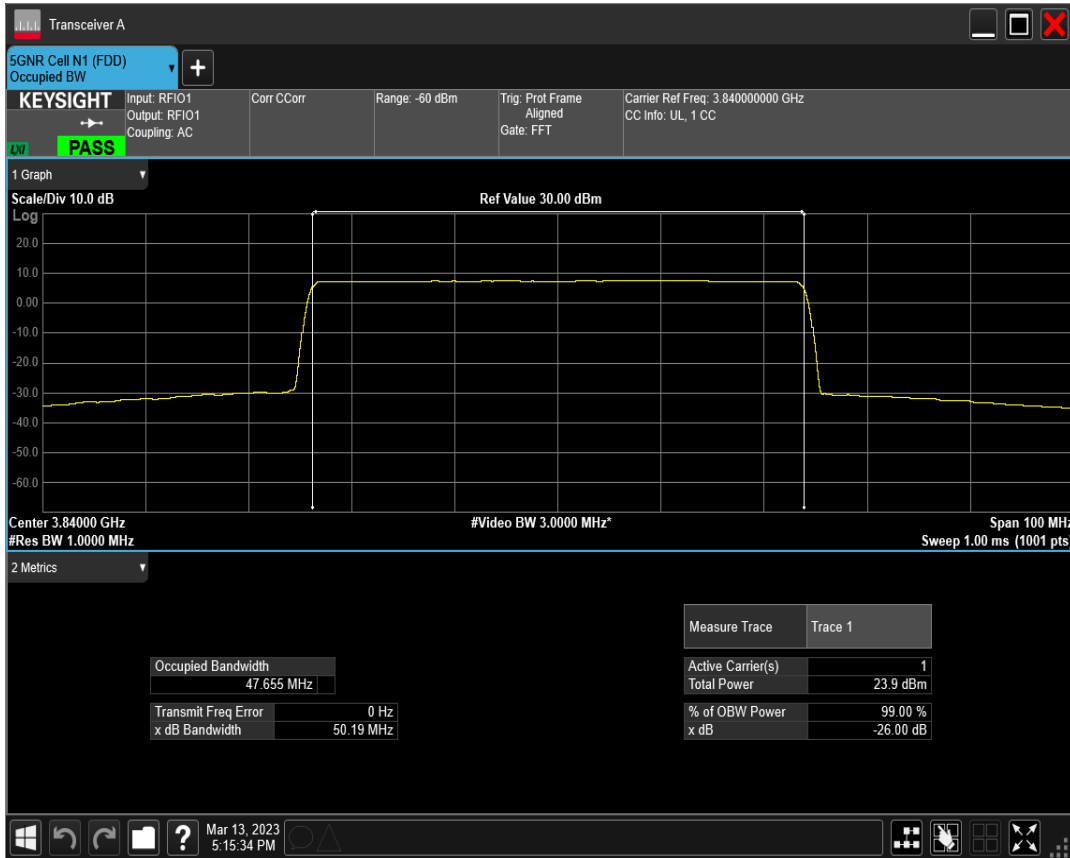 Transceiver A
5GNR Cell N1 (FDD)
Occupied BW
KEYSIGHT
LXI
PASS
Input: RFIO1
Output: RFIO1
Coupling: AC
Corr CCorr
Range: -60 dBm
Trig: Prot Frame
Aligned
Gate: FFT
Carrier Ref Freq: 3.840000000 GHz
CC Info: UL, 1 CC
1 Graph
Scale/Div 10.0 dB
Ref Value 30.00 dBm
Log
20.0
10.0
0.00
-10.0
-20.0
-30.0
-40.0
-50.0
-60.0
Center 3.84000 GHz
#Video BW 3.0000 MHz*
Span 100 MHz
#Res BW 1.0000 MHz
Sweep 1.00 ms (1001 pts)
2 Metrics
Measure Trace Trace 1
Occupied Bandwidth
47.655 MHz
Active Carrier(s) 1
Total Power 23.9 dBm
Transmit Freq Error 0 Hz
x dB Bandwidth 50.19 MHz
% of OBW Power 99.00 %
x dB -26.00 dB
?
Mar 13, 2023
5:15:34 PM